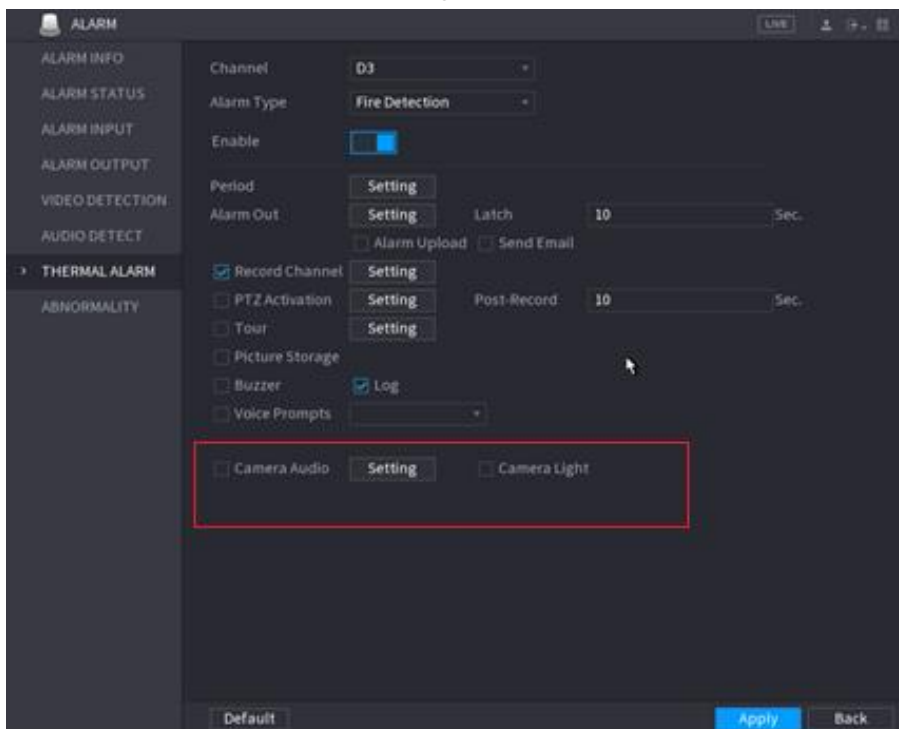 ALARM
LIVE
ALARM INFO
ALARM STATUS
ALARM INPUT
ALARM OUTPUT
VIDEO DETECTION
AUDIO DETECT
THERMAL ALARM
ABNORMALITY
Channel D3
Alarm Type Fire Detection
Enable
Period Setting
Alarm Out Setting Latch 10 Sec.
Alarm Upload Send Email
Record Channel Setting
PTZ Activation Setting Post-Record 10 Sec.
Tour Setting
Picture Storage
Buzzer Log
Voice Prompts
Camera Audio Setting Camera Light
Default Apply Back